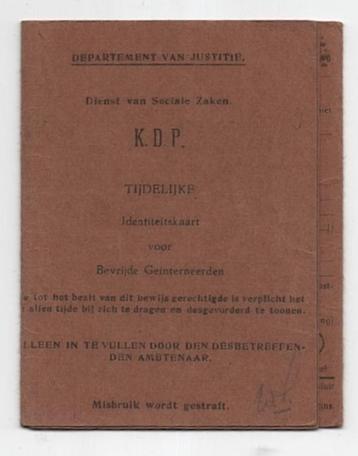 DEPARTEMENT VAN JUSTITIE.
Dienst van Sociale Zaken.
K.D.P.
TIJDELIJKE
Identiteitskaart
voor
Bevrijde Geinterneerden
e tot het bezit van dit bewijs gerechtigde is verplicht het
allen tijde bij zich te dragen en desgevorderd te toonen.
LLEEN IN TE VULLEN DOOR DEN DESBETREFFEN-
DEN AMBTENAAR.
Misbruik wordt gestraft.